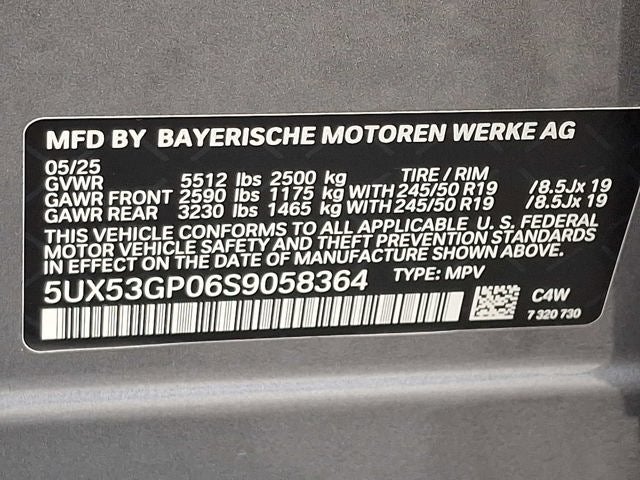 MFD BY BAYERISCHE MOTOREN WERKE AG
05/25
GVWR 5512 lbs 2500 kg TIRE / RIM
GAWR FRONT 2590 lbs 1175 kg WITH 245/50 R19 /8.5Jx 19
GAWR REAR 3230 lbs 1465 kg WITH 245/50 R19 /8.5Jx 19
THIS VEHICLE CONFORMS TO ALL APPLICABLE U. S. FEDERAL
MOTOR VEHICLE SAFETY AND THEFT PREVENTION STANDARDS
IN EFFECT ON THE DATE OF MANUFACTURE SHOWN ABOVE.
5UX53GP06S9058364 TYPE: MPV
C4W
7 320 730